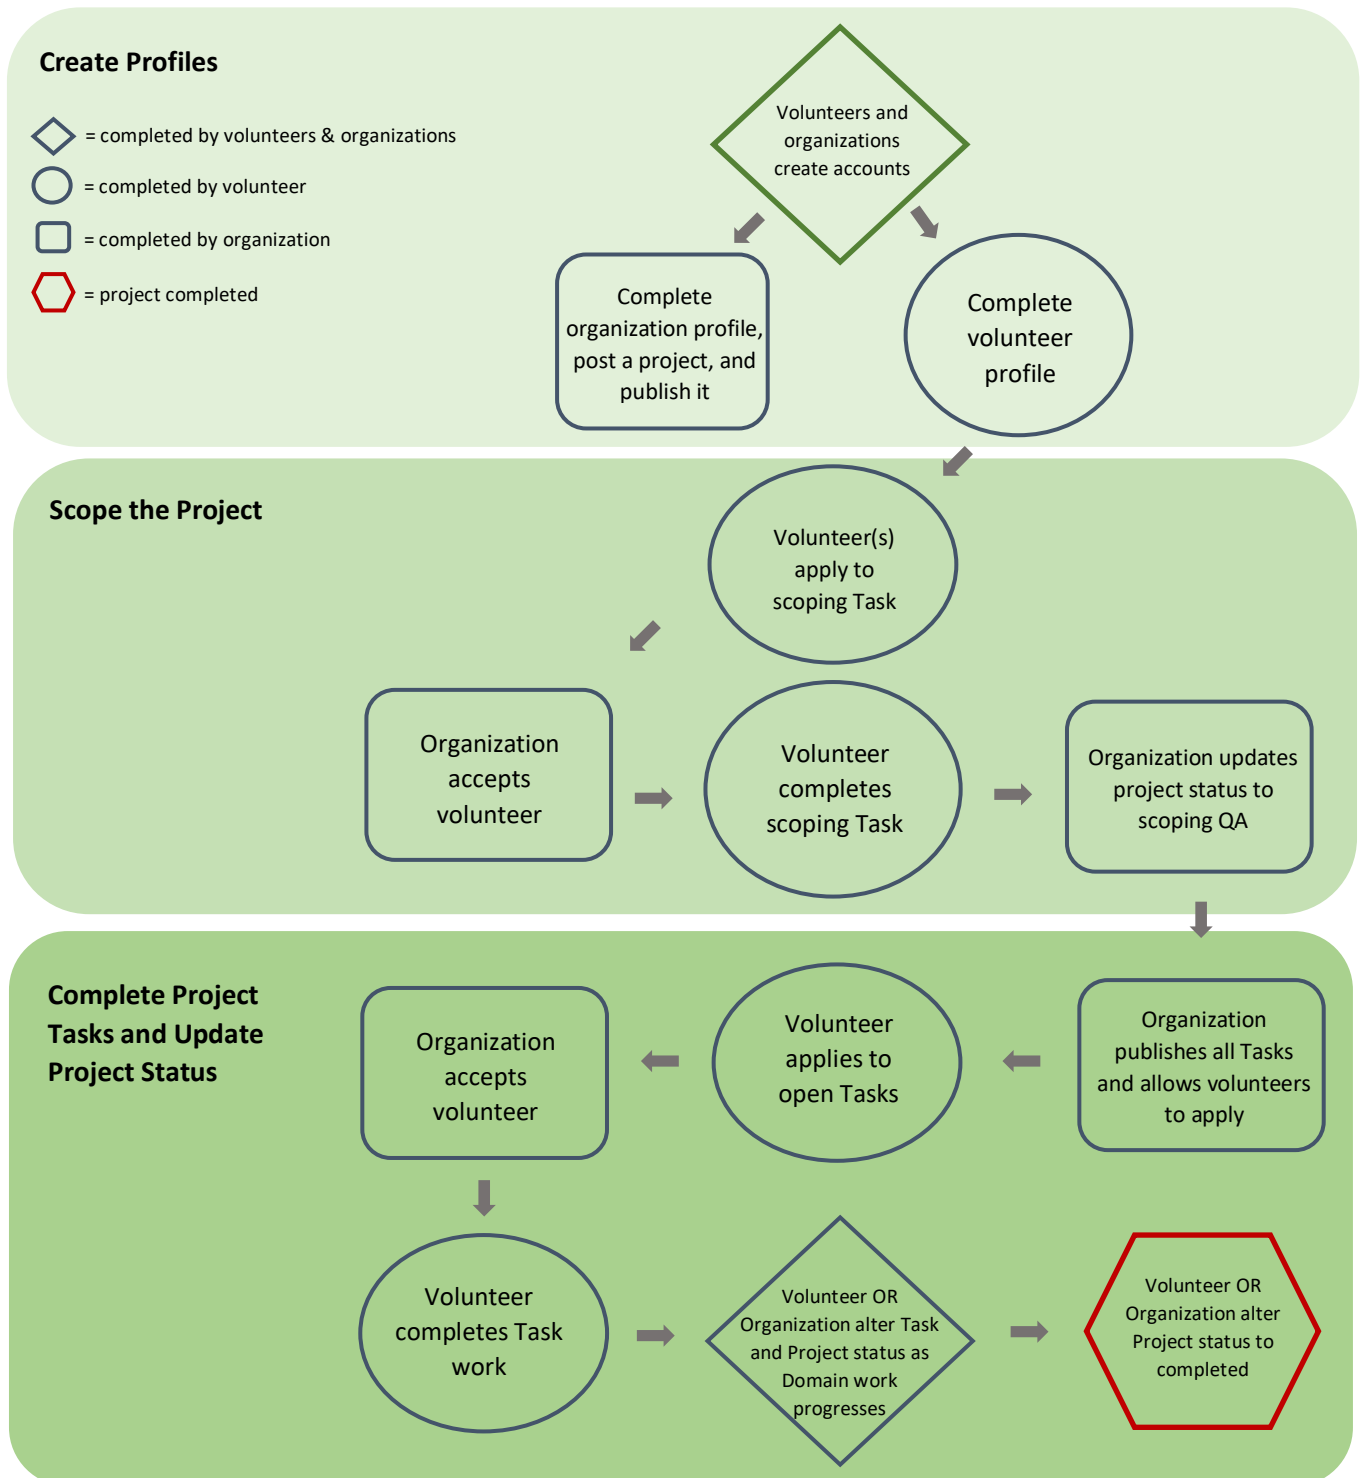 Create Profiles
= completed by volunteers & organizations
= completed by volunteer
= completed by organization
= project completed
Volunteers and
organizations
create accounts
Complete
organization profile,
post a project, and
publish it
Complete
volunteer
profile
Scope the Project
Volunteer(s)
apply to
scoping Task
Organization
accepts
volunteer
Volunteer
completes
scoping Task
Organization updates
project status to
scoping QA
Complete Project
Tasks and Update
Project Status
Organization
publishes all Tasks
and allows volunteers
to apply
Volunteer
applies to
open Tasks
Organization
accepts
volunteer
Volunteer
completes Task
work
Volunteer OR
Organization alter Task
and Project status as
Domain work
progresses
Volunteer OR
Organization alter
Project status to
completed